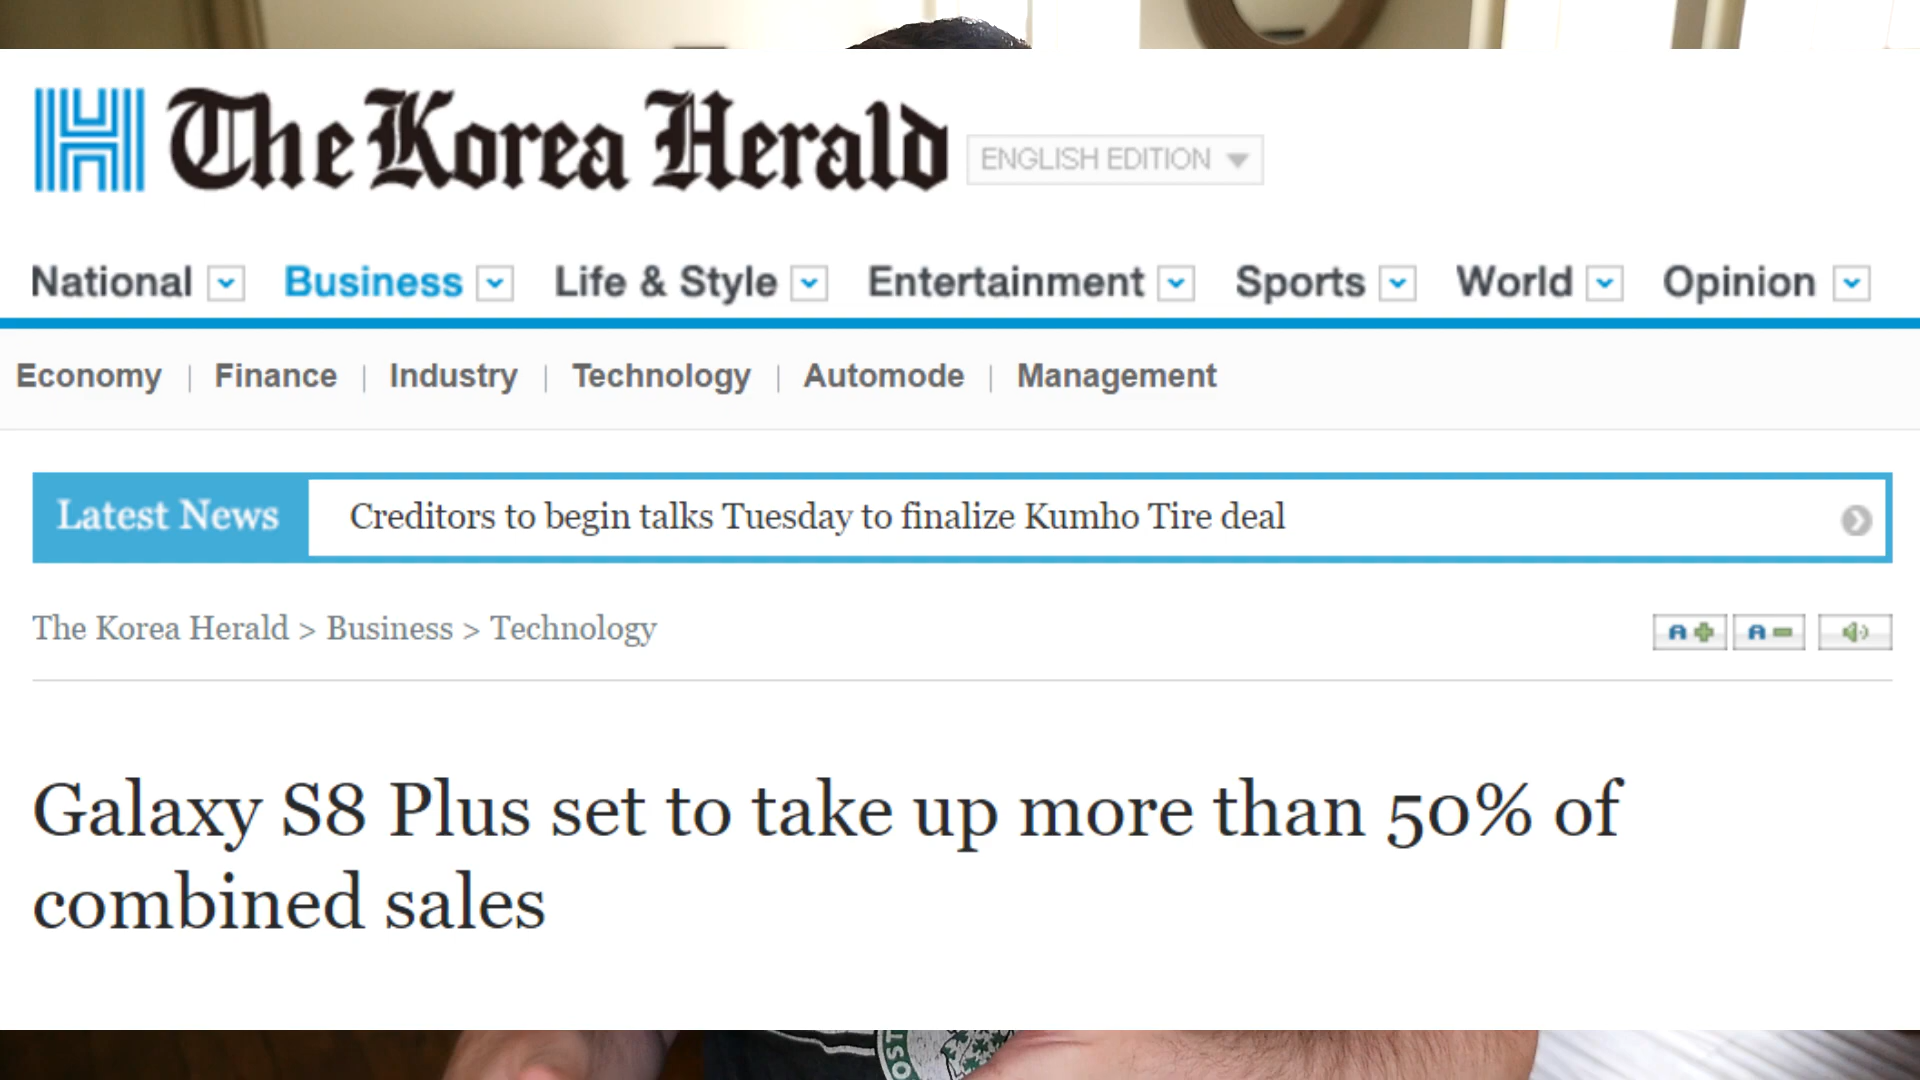 The Korea Herald
ENGLISH EDITION
National Business Life & Style Entertainment Sports World Opinion
Economy | Finance | Industry | Technology | Automode | Management
Latest News Creditors to begin talks Tuesday to finalize Kumho Tire deal
The Korea Herald > Business > Technology
A A
Galaxy S8 Plus set to take up more than 50% of
combined sales